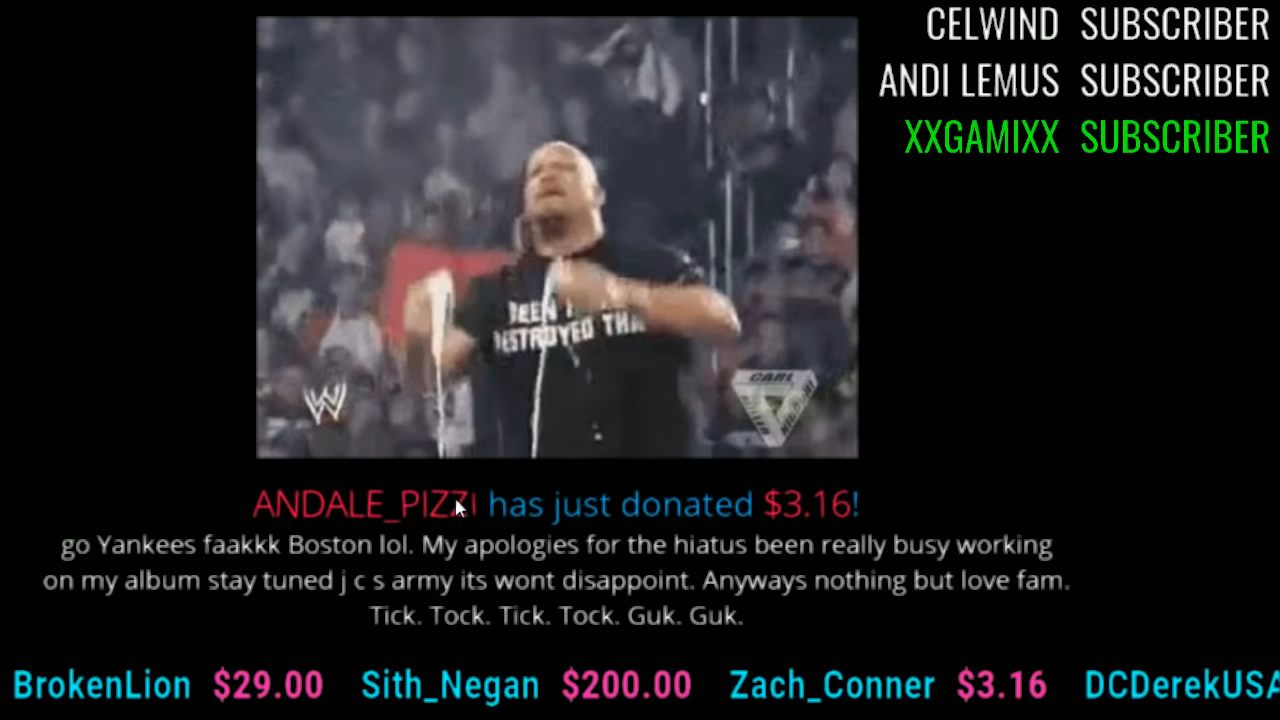 CELWIND SUBSCRIBER
ANDI LEMUS SUBSCRIBER
XXGAMIXX SUBSCRIBER
BEEN
DESTROYED THAT
W
CARL
ANDALE_PIZZI has just donated $3.16!
go Yankees faakkk Boston lol. My apologies for the hiatus been really busy working
on my album stay tuned j c s army its wont disappoint. Anyways nothing but love fam.
Tick. Tock. Tick. Tock. Guk. Guk.
BrokenLion $29.00 Sith_Negan $200.00 Zach_Conner $3.16 DCDerekUSA